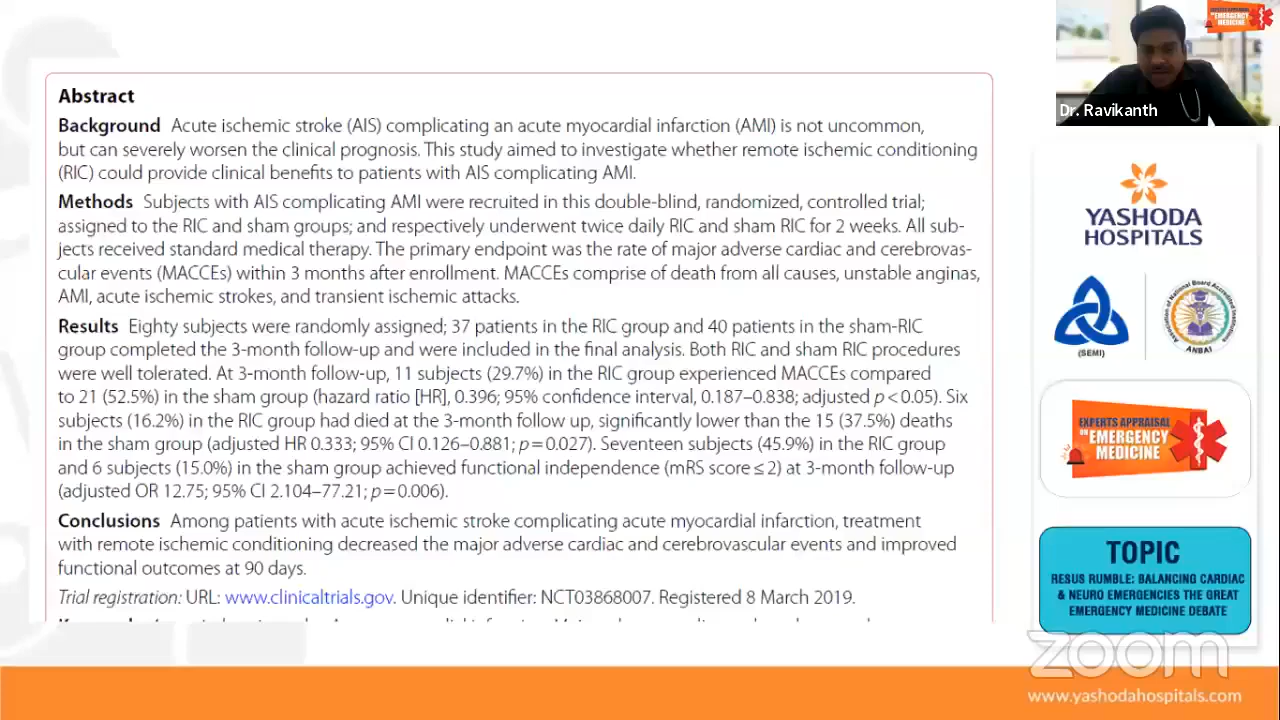 Abstract
Background Acute ischemic stroke (AIS) complicating an acute myocardial infarction (AMI) is not uncommon,
but can severely worsen the clinical prognosis. This study aimed to investigate whether remote ischemic conditioning
(RIC) could provide clinical benefits to patients with AIS complicating AMI.
Methods Subjects with AIS complicating AMI were recruited in this double-blind, randomized, controlled trial;
assigned to the RIC and sham groups; and respectively underwent twice daily RIC and sham RIC for 2 weeks. All sub-
jects received standard medical therapy. The primary endpoint was the rate of major adverse cardiac and cerebrovas-
cular events (MACCEs) within 3 months after enrollment. MACCEs comprise of death from all causes, unstable anginas,
AMI, acute ischemic strokes, and transient ischemic attacks.
Results Eighty subjects were randomly assigned; 37 patients in the RIC group and 40 patients in the sham-RIC
group completed the 3-month follow-up and were included in the final analysis. Both RIC and sham RIC procedures
were well tolerated. At 3-month follow-up, 11 subjects (29.7%) in the RIC group experienced MACCEs compared
to 21 (52.5%) in the sham group (hazard ratio [HR], 0.396; 95% confidence interval, 0.187–0.838; adjusted p < 0.05). Six
subjects (16.2%) in the RIC group had died at the 3-month follow up, significantly lower than the 15 (37.5%) deaths
in the sham group (adjusted HR 0.333; 95% CI 0.126–0.881; p = 0.027). Seventeen subjects (45.9%) in the RIC group
and 6 subjects (15.0%) in the sham group achieved functional independence (mRS score ≤ 2) at 3-month follow-up
(adjusted OR 12.75; 95% CI 2.104–77.21; p = 0.006).
Conclusions Among patients with acute ischemic stroke complicating acute myocardial infarction, treatment
with remote ischemic conditioning decreased the major adverse cardiac and cerebrovascular events and improved
functional outcomes at 90 days.
Trial registration: URL: www.clinicaltrials.gov. Unique identifier: NCT03868007. Registered 8 March 2019.
EXPERTS APPRAISAL
EMERGENCY
MEDICINE
Dr. Ravikanth
YASHODA
HOSPITALS
(SEMI)
Association of National Board Accredited Institutions
ANBAI
EXPERTS APPRAISAL
ON EMERGENCY
MEDICINE
TOPIC
RESUS RUMBLE: BALANCING CARDIAC
& NEURO EMERGENCIES THE GREAT
EMERGENCY MEDICINE DEBATE
zoom
www.yashodahospitals.com